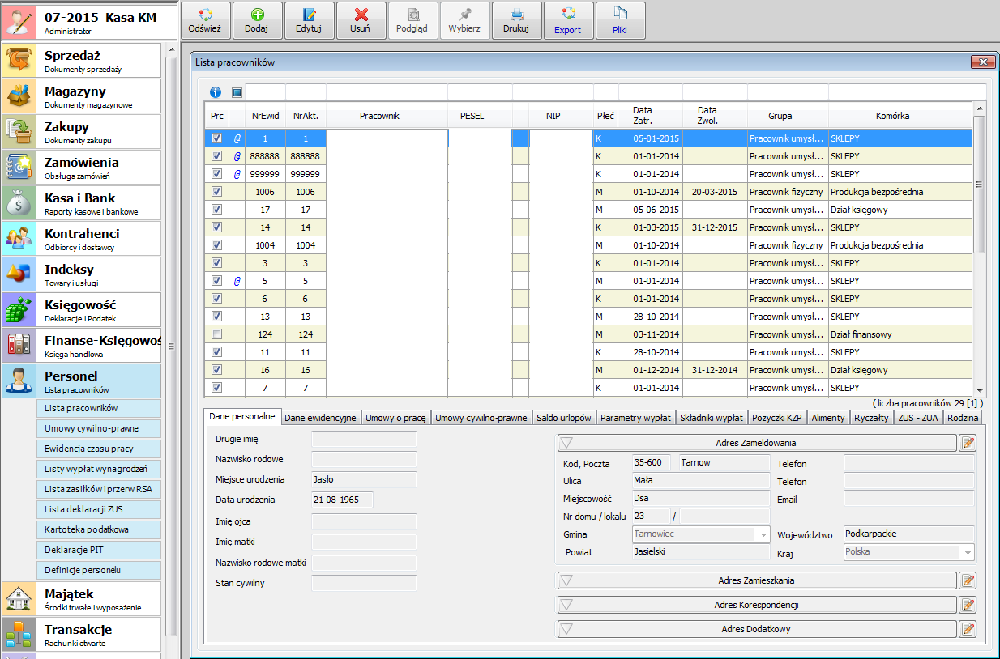 07-2015 Kasa KM
Administrator
Odśwież Dodaj Edytuj Usuń Podgląd Wybierz Drukuj Export Pliki
Sprzedaż
Dokumenty sprzedaży
Magazyny
Dokumenty magazynowe
Zakupy
Dokumenty zakupu
Zamówienia
Obsługa zamówień
Kasa i Bank
Raporty kasowe i bankowe
Kontrahenci
Odbiorcy i dostawcy
Indeksy
Towary i usługi
Księgowość
Deklaracje i Podatek
Finanse-Księgowoś
Księga handlowa
Personel
Lista pracowników
Lista pracowników
Umowy cywilno-prawne
Ewidencja czasu pracy
Listy wypłat wynagrodzeń
Lista zasiłków i przerw RSA
Lista deklaracji ZUS
Kartoteka podatkowa
Deklaracje PIT
Definicje personelu
Majątek
Środki trwałe i wyposażenie
Transakcje
Rachunki otwarte
Lista pracowników
Prc NrEwid NrAkt. Pracownik PESEL NIP Płeć Data Zatr. Data Zwol. Grupa Komórka
@ 1 1 K 05-01-2015 Pracownik umysł... SKLEPY
@ 888888 888888 K 01-01-2014 Pracownik umysł... SKLEPY
@ 999999 999999 K 01-01-2014 Pracownik umysł... SKLEPY
1006 1006 M 01-10-2014 20-03-2015 Pracownik fizyczny Produkcja bezpośrednia
17 17 M 05-06-2015 Pracownik umysł... Dział księgowy
14 14 K 01-03-2015 31-12-2015 Pracownik umysł... SKLEPY
1004 1004 M 01-10-2014 Pracownik fizyczny Produkcja bezpośrednia
3 3 K 01-01-2014 Pracownik umysł... SKLEPY
@ 5 5 M 01-01-2014 Pracownik umysł... SKLEPY
6 6 K 01-01-2014 Pracownik umysł... SKLEPY
13 13 M 28-10-2014 Pracownik umysł... SKLEPY
124 124 M 03-11-2014 Pracownik umysł... Dział finansowy
11 11 K 28-10-2014 Pracownik umysł... SKLEPY
16 16 M 01-12-2014 31-12-2014 Pracownik umysł... Dział księgowy
7 7 K 01-01-2014 Pracownik umysł... SKLEPY
( liczba pracowników 29 [1] )
Dane personalne Dane ewidencyjne Umowy o pracę Umowy cywilno-prawne Saldo urlopów Parametry wypłat Składniki wypłat Pożyczki KZP Alimenty Ryczałty ZUS - ZUA Rodzina
Drugie imię
Nazwisko rodowe
Miejsce urodzenia Jasło
Data urodzenia 21-08-1965
Imię ojca
Imię matki
Nazwisko rodowe matki
Stan cywilny
Adres Zameldowania
Kod, Poczta 35-600 Tarnow Telefon
Ulica Mała Telefon
Miejscowość Dsa Email
Nr domu / lokalu 23 /
Gmina Tarnowiec Województwo Podkarpackie
Powiat Jasielski Kraj Polska
Adres Zamieszkania
Adres Korespondencji
Adres Dodatkowy